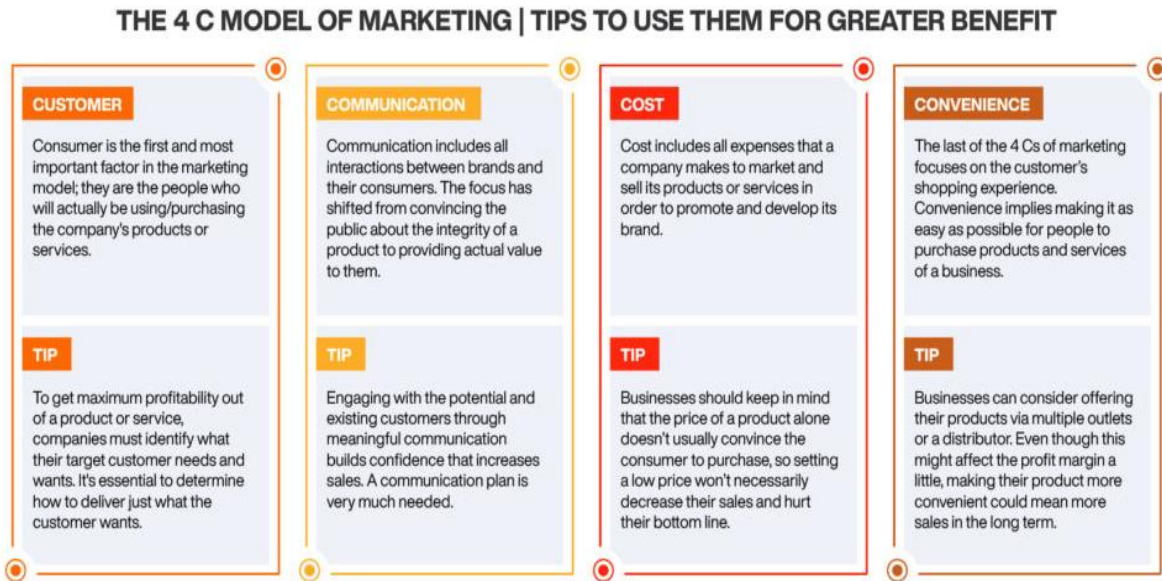 THE 4 C MODEL OF MARKETING | TIPS TO USE THEM FOR GREATER BENEFIT
CUSTOMER
Consumer is the first and most
important factor in the marketing
model; they are the people who
will actually be using/purchasing
the company's products or
services.
TIP
To get maximum profitability out
of a product or service,
companies must identify what
their target customer needs and
wants. It's essential to determine
how to deliver just what the
customer wants.
COMMUNICATION
Communication includes all
interactions between brands and
their consumers. The focus has
shifted from convincing the
public about the integrity of a
product to providing actual value
to them.
TIP
Engaging with the potential and
existing customers through
meaningful communication
builds confidence that increases
sales. A communication plan is
very much needed.
COST
Cost includes all expenses that a
company makes to market and
sell its products or services in
order to promote and develop its
brand.
TIP
Businesses should keep in mind
that the price of a product alone
doesn't usually convince the
consumer to purchase, so setting
a low price won't necessarily
decrease their sales and hurt
their bottom line.
CONVENIENCE
The last of the 4 Cs of marketing
focuses on the customer's
shopping experience.
Convenience implies making it as
easy as possible for people to
purchase products and services
of a business.
TIP
Businesses can consider offering
their products via multiple outlets
or a distributor. Even though this
might affect the profit margin a
little, making their product more
convenient could mean more
sales in the long term.